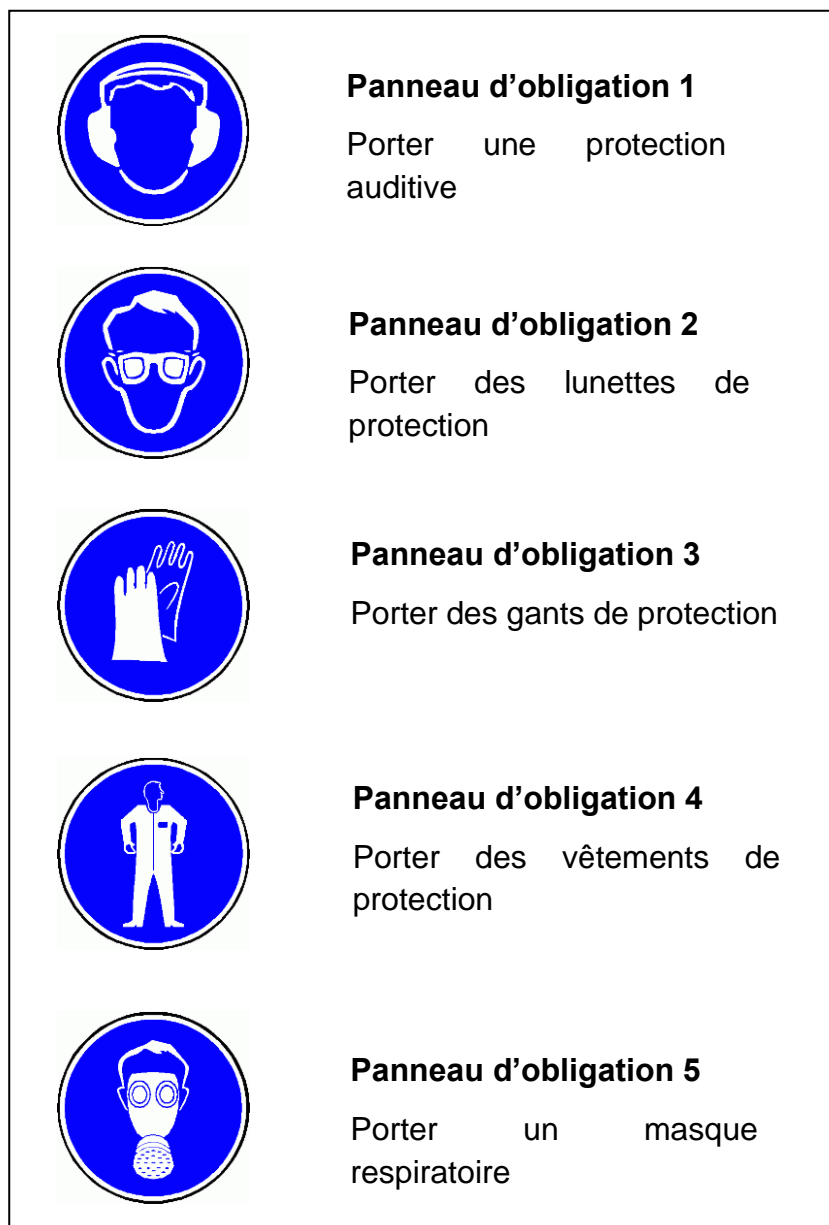 Panneau d’obligation 1
Porter une protection
auditive
Panneau d’obligation 2
Porter des lunettes de
protection
Panneau d’obligation 3
Porter des gants de protection
Panneau d’obligation 4
Porter des vêtements de
protection
Panneau d’obligation 5
Porter un masque
respiratoire